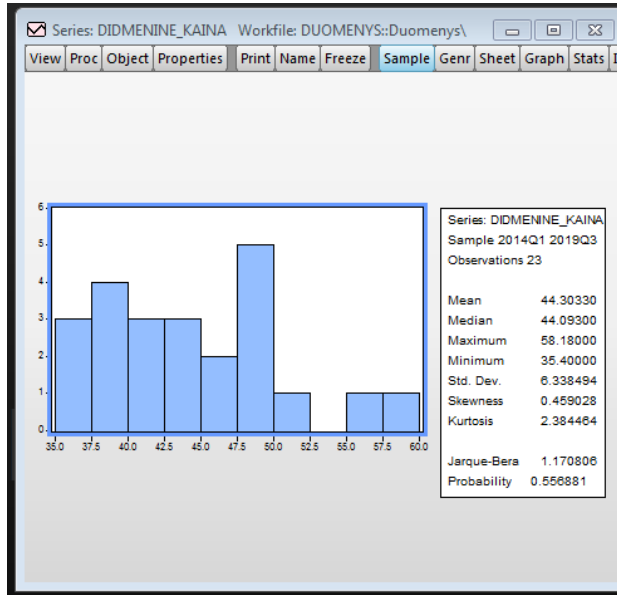 Series: DIDMENINE_KAINA Workfile: DUOMENYS::Duomenys\
View Proc Object Properties Print Name Freeze Sample Genr Sheet Graph Stats
6
5
4
3
2
1
0
35.0 37.5 40.0 42.5 45.0 47.5 50.0 52.5 55.0 57.5 60.0
Series: DIDMENINE_KAINA
Sample 2014Q1 2019Q3
Observations 23
Mean 44.30330
Median 44.09300
Maximum 58.18000
Minimum 35.40000
Std. Dev. 6.338494
Skewness 0.459028
Kurtosis 2.384464
Jarque-Bera 1.170806
Probability 0.556881